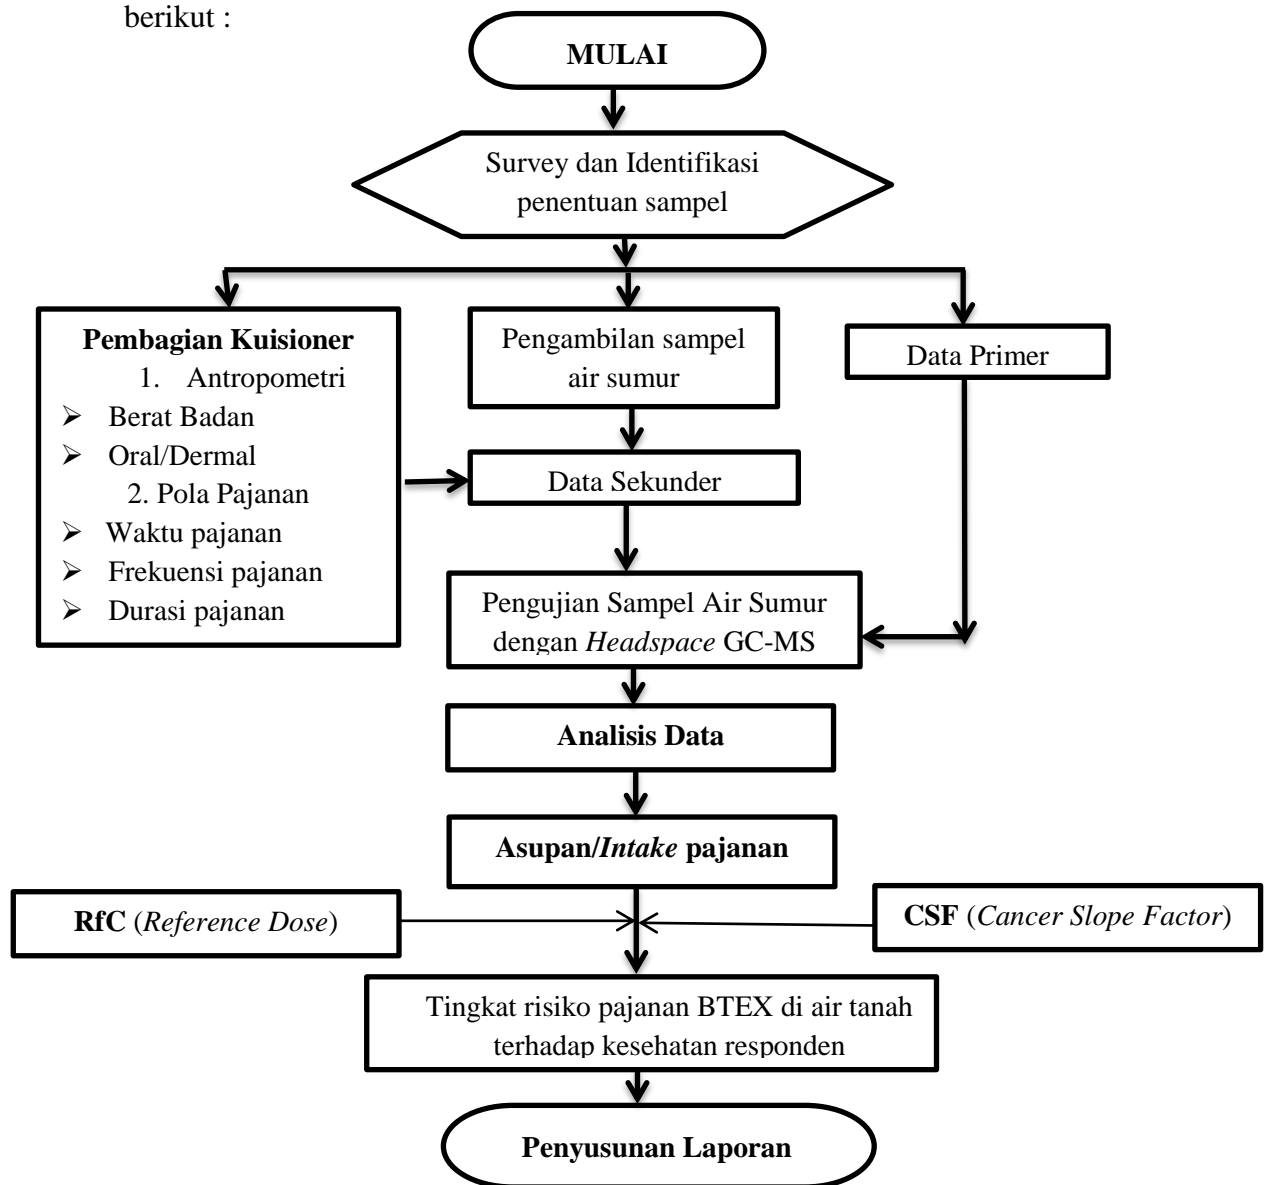 berikut :
MULAI
Survey dan Identifikasi
penentuan sampel
Pembagian Kuisioner
1. Antropometri
➢ Berat Badan
➢ Oral/Dermal
2. Pola Pajanan
➢ Waktu pajanan
➢ Frekuensi pajanan
➢ Durasi pajanan
Pengambilan sampel
air sumur
Data Primer
Data Sekunder
Pengujian Sampel Air Sumur
dengan Headspace GC-MS
Analisis Data
Asupan/Intake pajanan
RfC (Reference Dose)
CSF (Cancer Slope Factor)
Tingkat risiko pajanan BTEX di air tanah
terhadap kesehatan responden
Penyusunan Laporan